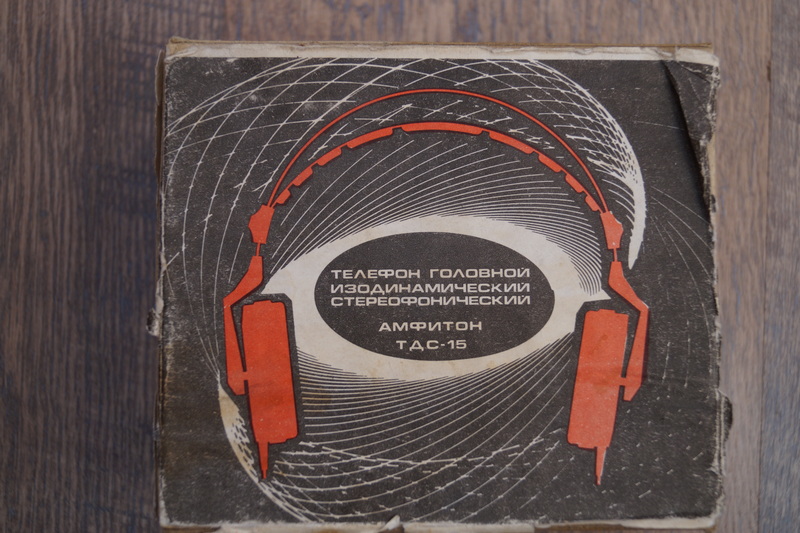 ТЕЛЕФОН ГОЛОВНОЙ
ИЗОДИНАМИЧЕСКИЙ
СТЕРЕОФОНИЧЕСКИЙ
АМФИТОН
ТДС-15